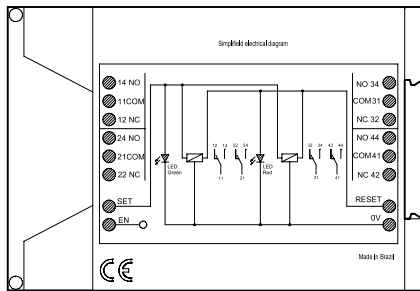 Simplifield electrical diagram
14 NO
11COM
12 NC
24 NO
21COM
22 NC
SET
EN
NO 34
COM31
NC 32
NO 44
COM41
NC 42
RESET
0V
LED
Green
12 14
11
22 24
21
LED
Red
32 34
31
42 44
41
Made in Brazil
CE